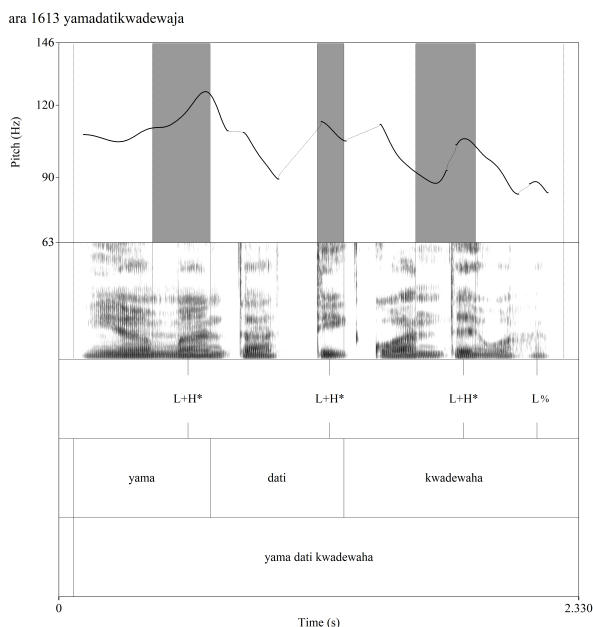 ara 1613 yamadatikwadewaja
146
120
90
63
Pitch (Hz)
L+H* L+H* L+H* L%
yama dati kwadewaha
yama dati kwadewaha
0 2.330
Time (s)